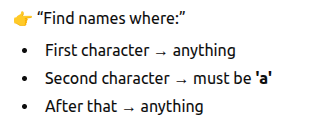 👉 “Find names where:”
• First character → anything
• Second character → must be 'a'
• After that → anything